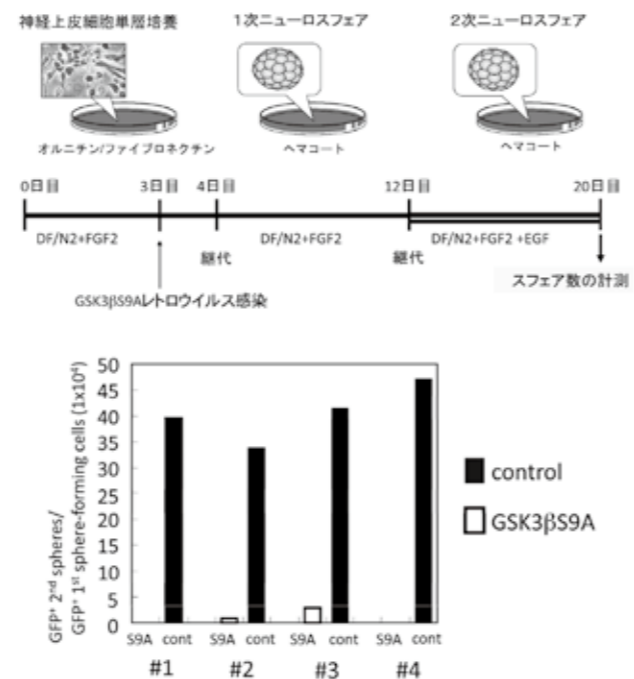 神経上皮細胞単層培養 1次ニューロスフェア 2次ニューロスフェア
オルニチン/ファイブロネクチン ヘマコート ヘマコート
0日目 3日目 4日目 12日目 20日目
DF/N2+FGF2 DF/N2+FGF2 DF/N2+FGF2 +EGF
継代 継代
スフェア数の計測
GSK3βS9Aレトロウイルス感染
GFP⁺ 2ⁿᵈ spheres/
GFP⁺ 1ˢᵗ sphere-forming cells (1x10⁴)
50
45
40
35
30
25
20
15
10
5
0
control
GSK3βS9A
S9A cont S9A cont S9A cont S9A cont
#1 #2 #3 #4